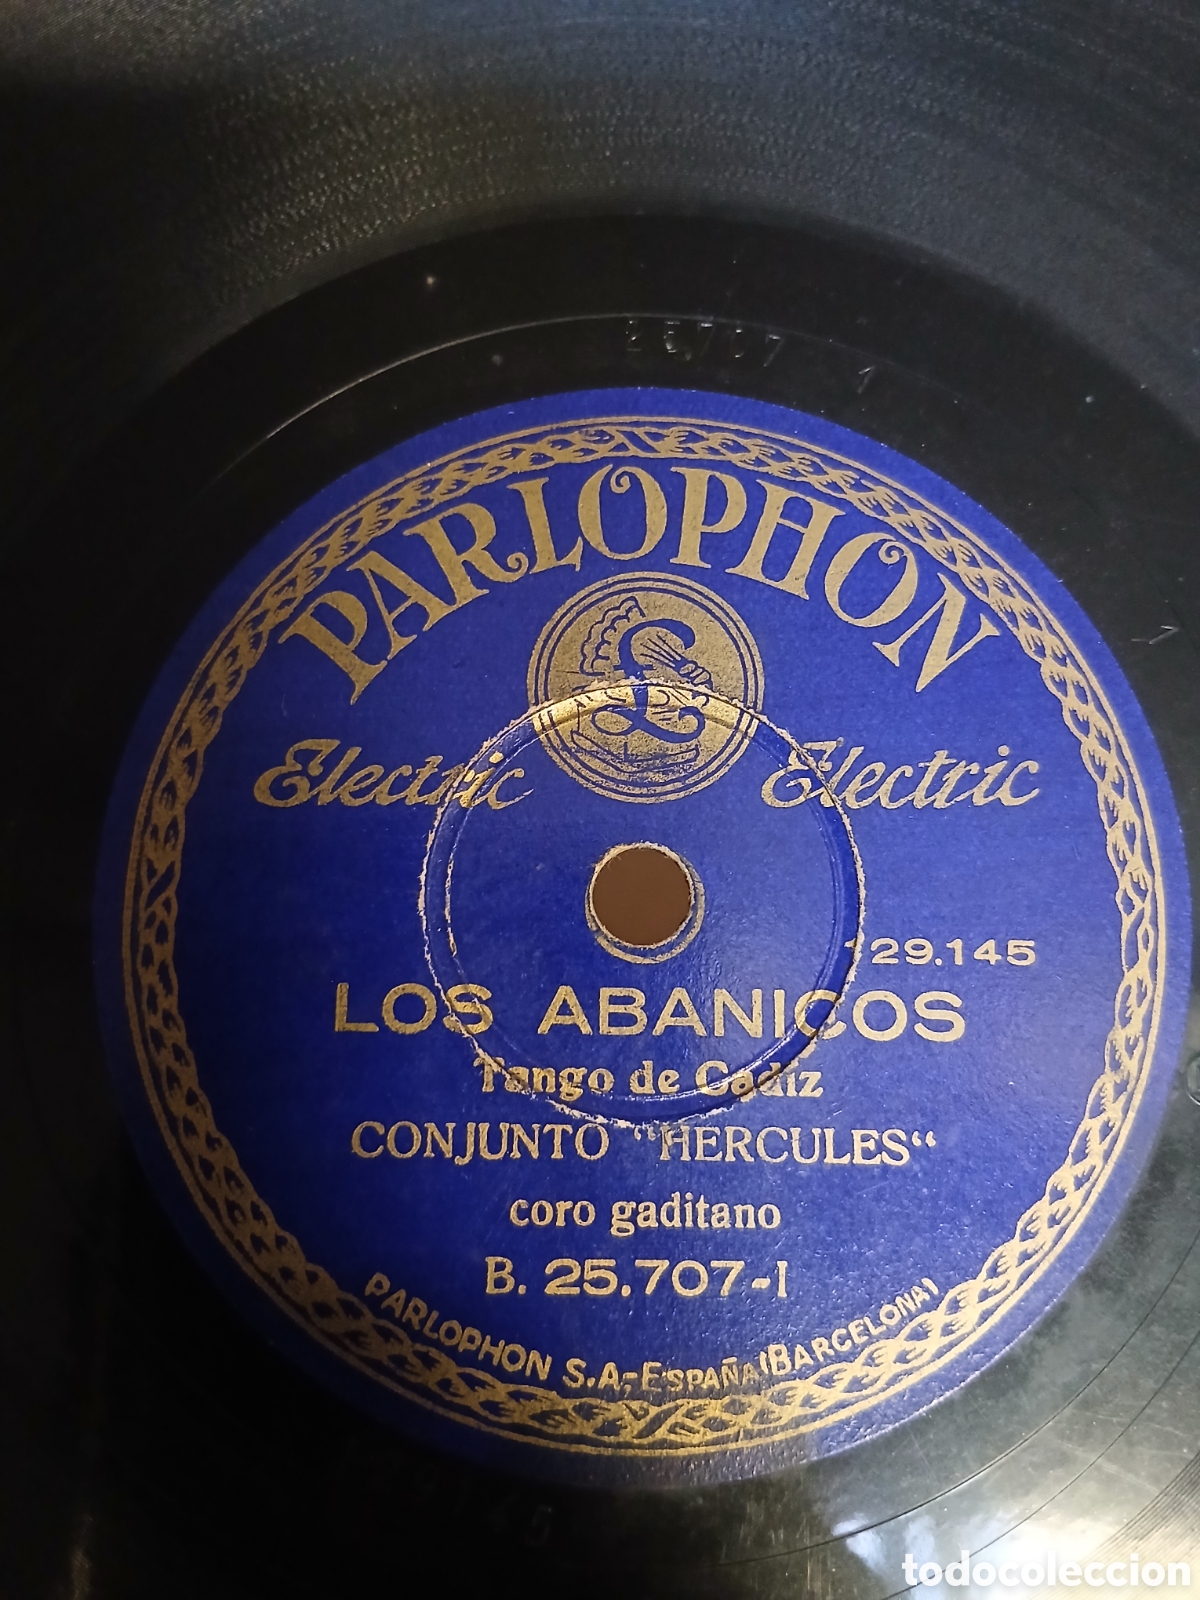 25707 1
PARLOPHON
Electric Electric
129.145
LOS ABANICOS
Tango de Cadiz
CONJUNTO "HERCULES"
coro gaditano
B. 25.707-I
PARLOPHON S.A,-ESPAÑA (BARCELONA)
todocoleccion